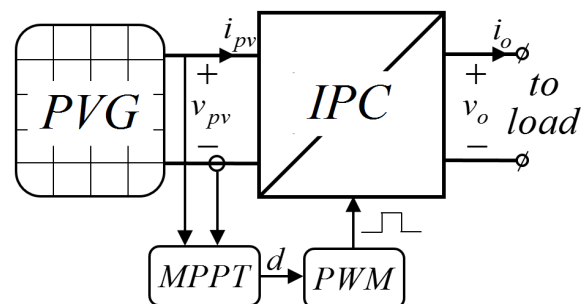 PVG
i_pv
+
v_pv
−
IPC
i_o
+
v_o
−
to
load
MPPT
d
PWM